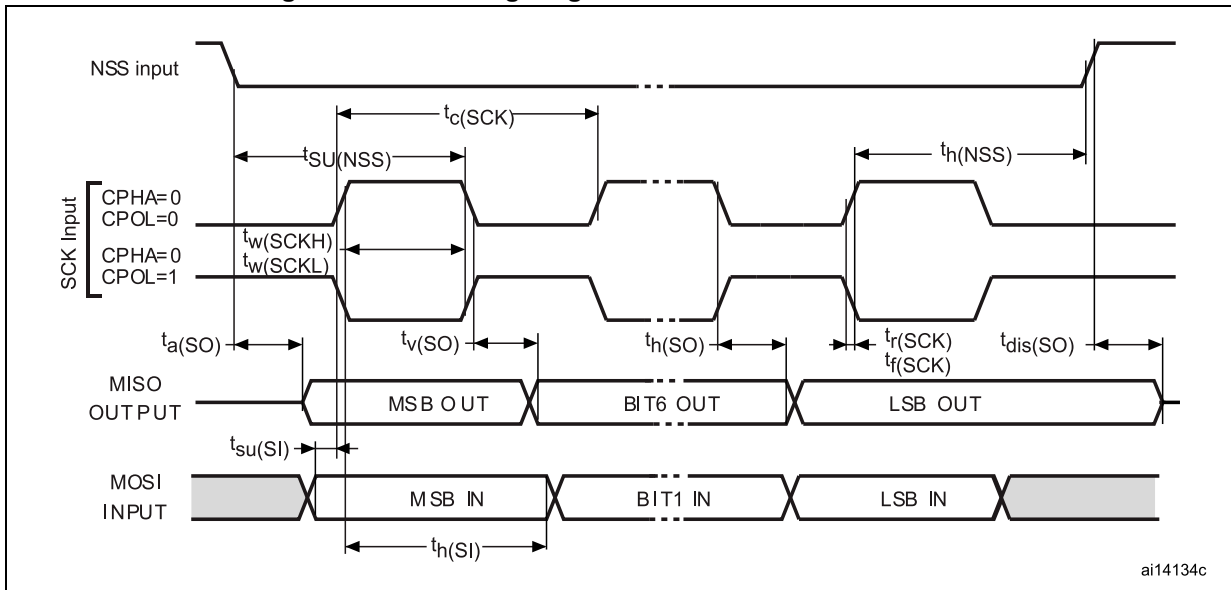 NSS input
tc(SCK)
tSU(NSS)
th(NSS)
SCK Input
CPHA=0
CPOL=0
tw(SCKH)
CPHA=0
tw(SCKL)
CPOL=1
ta(SO)
tv(SO)
th(SO)
tr(SCK)
tf(SCK)
tdis(SO)
MISO
OUTPUT
MSB OUT
BIT6 OUT
LSB OUT
tsu(SI)
MOSI
INPUT
MSB IN
BIT1 IN
LSB IN
th(SI)
ai14134c